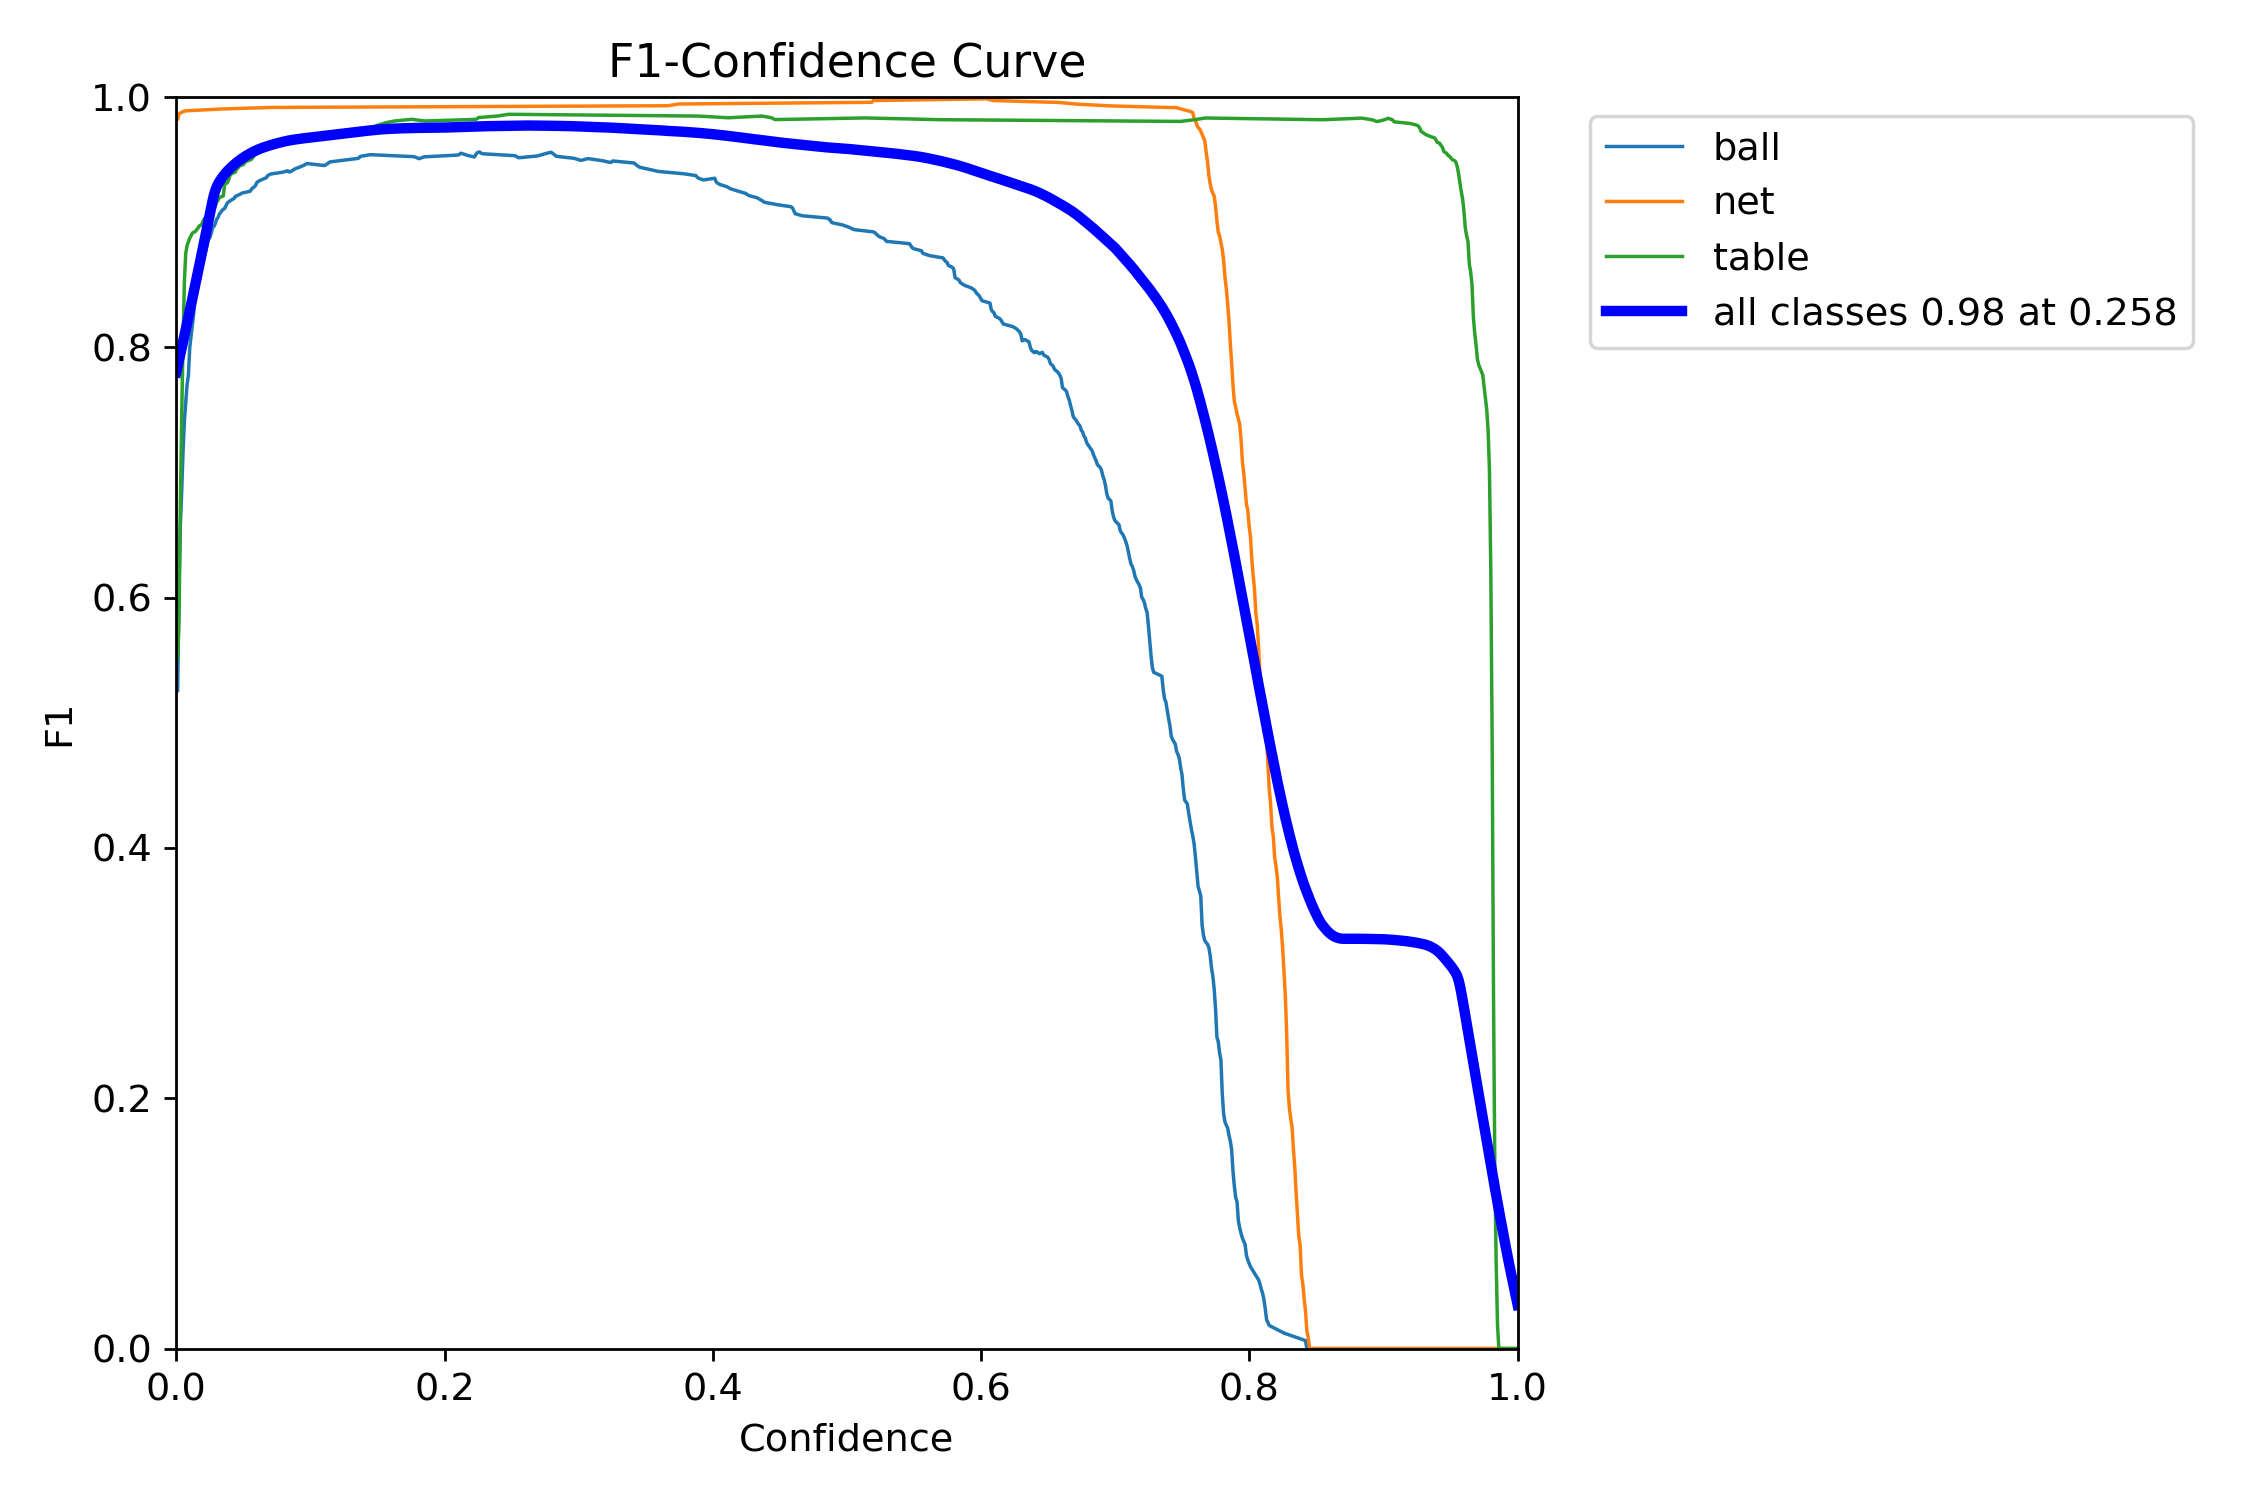 F1-Confidence Curve
1.0
0.8
0.6
0.4
0.2
0.0
F1
0.0 0.2 0.4 0.6 0.8 1.0
Confidence
ball
net
table
all classes 0.98 at 0.258